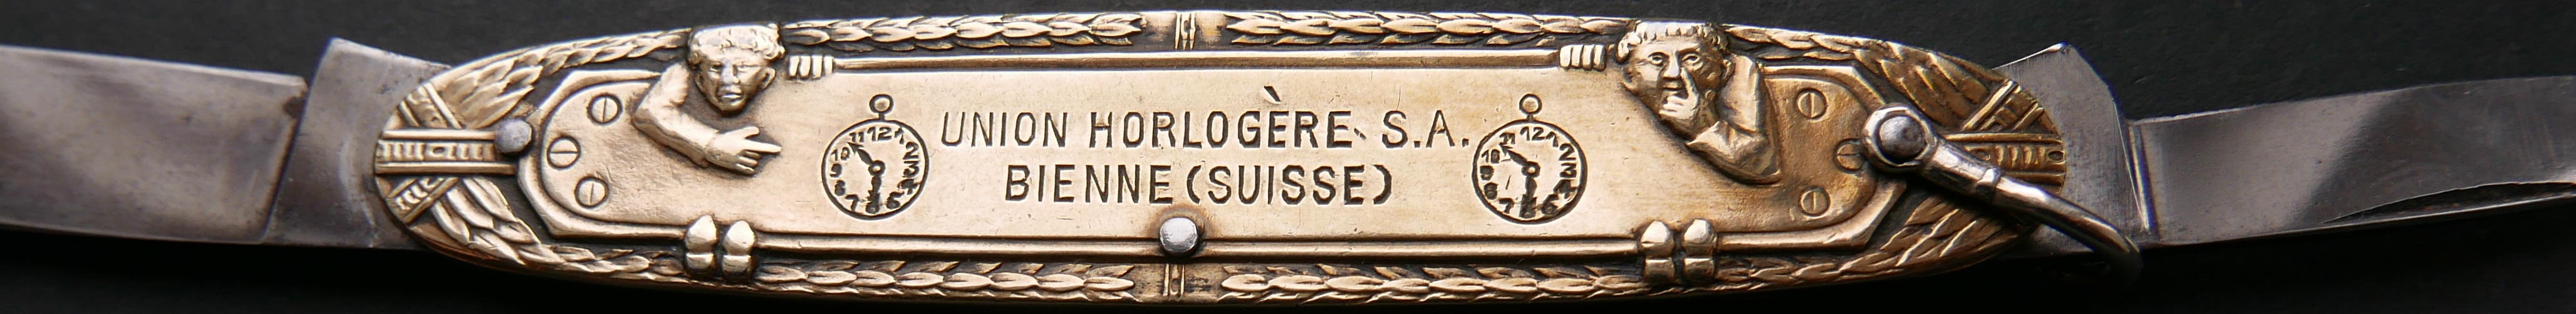 UNION HORLOGÈRE S.A.
BIENNE (SUISSE)